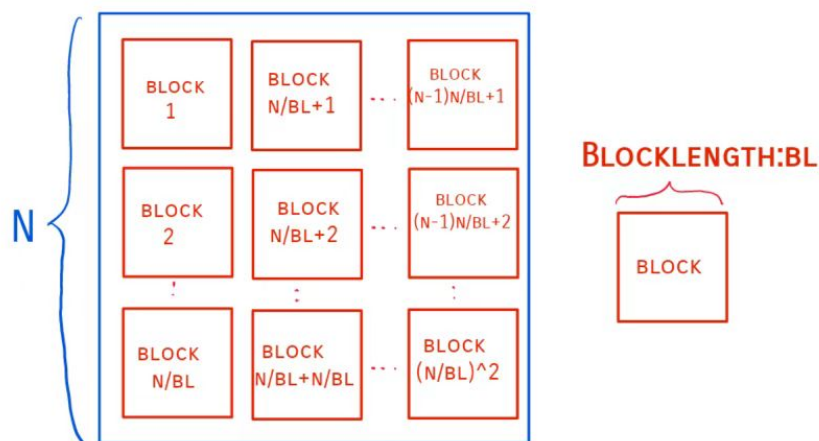 N
BLOCK
1
BLOCK
N/BL+1
...
BLOCK
(N-1)N/BL+1
BLOCK
2
BLOCK
N/BL+2
...
BLOCK
(N-1)N/BL+2
BLOCK
N/BL
BLOCK
N/BL+N/BL
...
BLOCK
(N/BL)^2
BLOCKLENGTH:BL
BLOCK